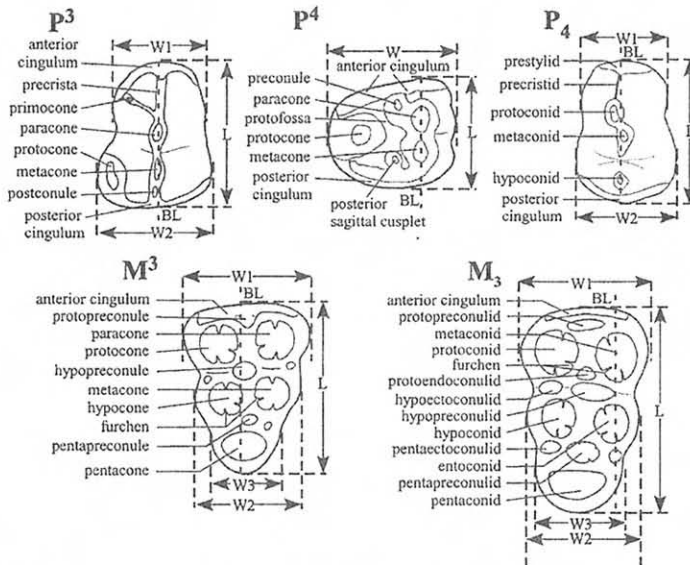 P3
W1
BL
L
W2
anterior
cingulum
precrista
primocone
paracone
protocone
metacone
postconule
posterior
cingulum
P4
W
L
BL
anterior cingulum
preconule
paracone
protofossa
protocone
metacone
posterior
cingulum
posterior
sagittal cusplet
P4
W1
BL
L
W2
prestylid
precristid
protoconid
metaconid
hypoconid
posterior
cingulum
M3
W1
BL
L
W3
W2
anterior cingulum
protopreconule
paracone
protocone
hypopreconule
metacone
hypocone
furchen
pentapreconule
pentacone
M3
W1
BL
L
W3
W2
anterior cingulum
protopreconulid
metaconid
protoconid
furchen
protoendoconulid
hypoectoconulid
hypopreconulid
hypoconid
pentaectoconulid
entoconid
pentapreconulid
pentaconid